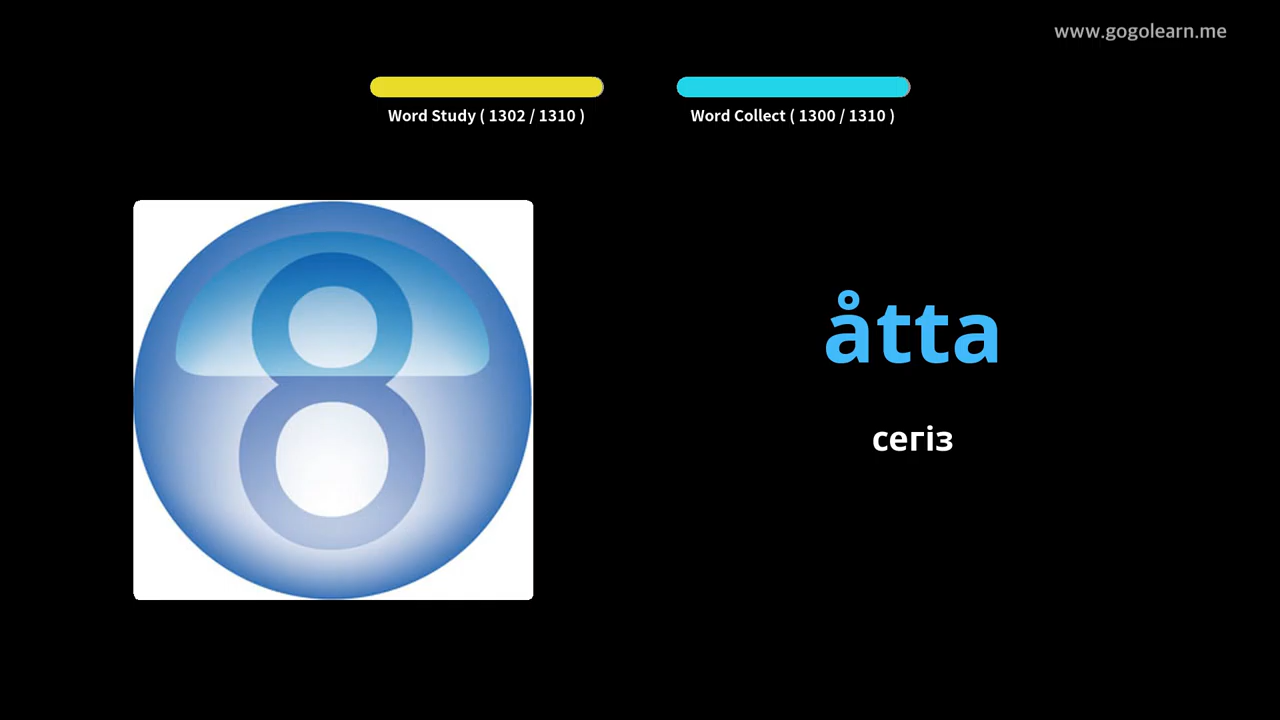 www.gogolearn.me
Word Study ( 1302 / 1310 )
Word Collect ( 1300 / 1310 )
8
åtta
сегіз